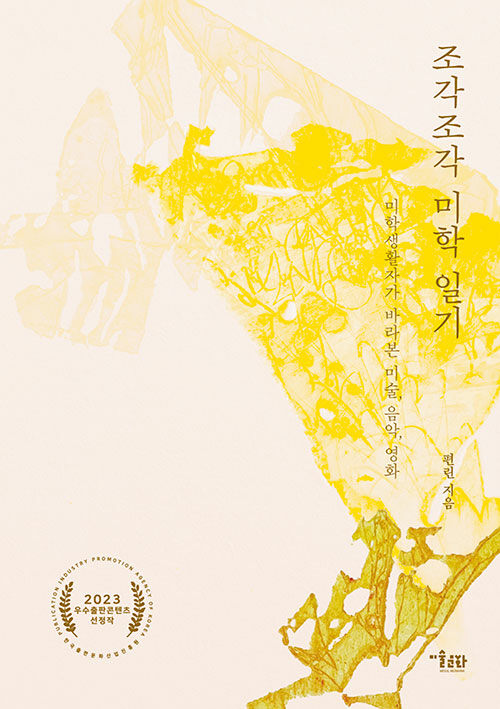 조각조각 미학 일기
미학생활자가 바라본 미술, 음악, 영화
편린 지음
PUBLICATION INDUSTRY PROMOTION AGENCY OF KOREA
2023
우수출판콘텐츠
선정작
한국출판문화산업진흥원
미술문화